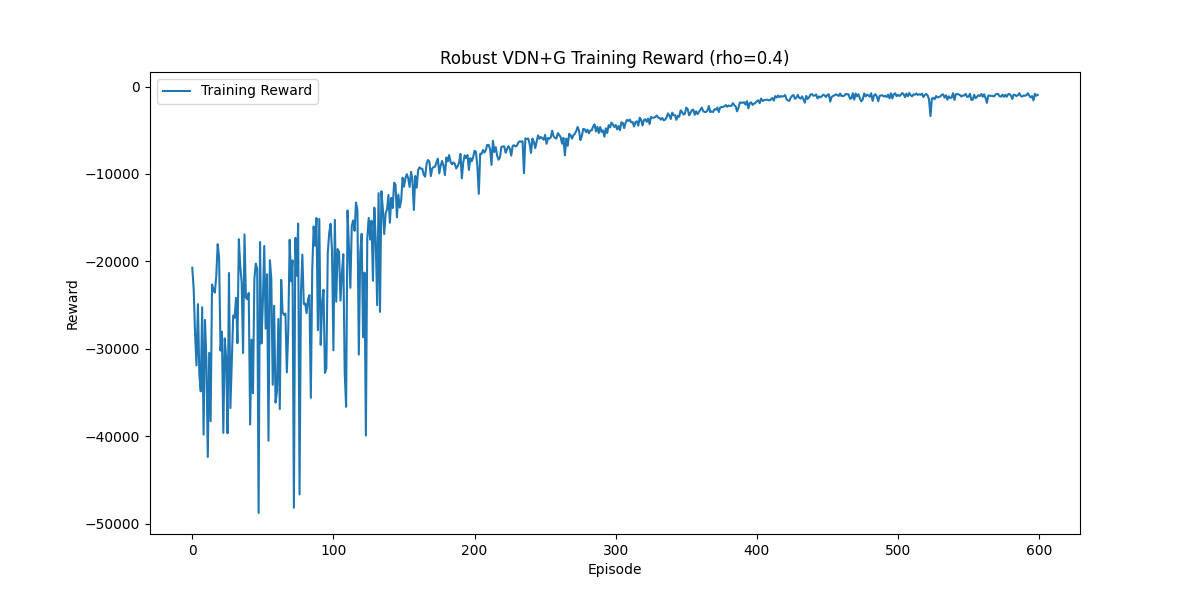 Robust VDN+G Training Reward (rho=0.4)
Training Reward
0
−10000
−20000
−30000
−40000
−50000
Reward
0 100 200 300 400 500 600
Episode